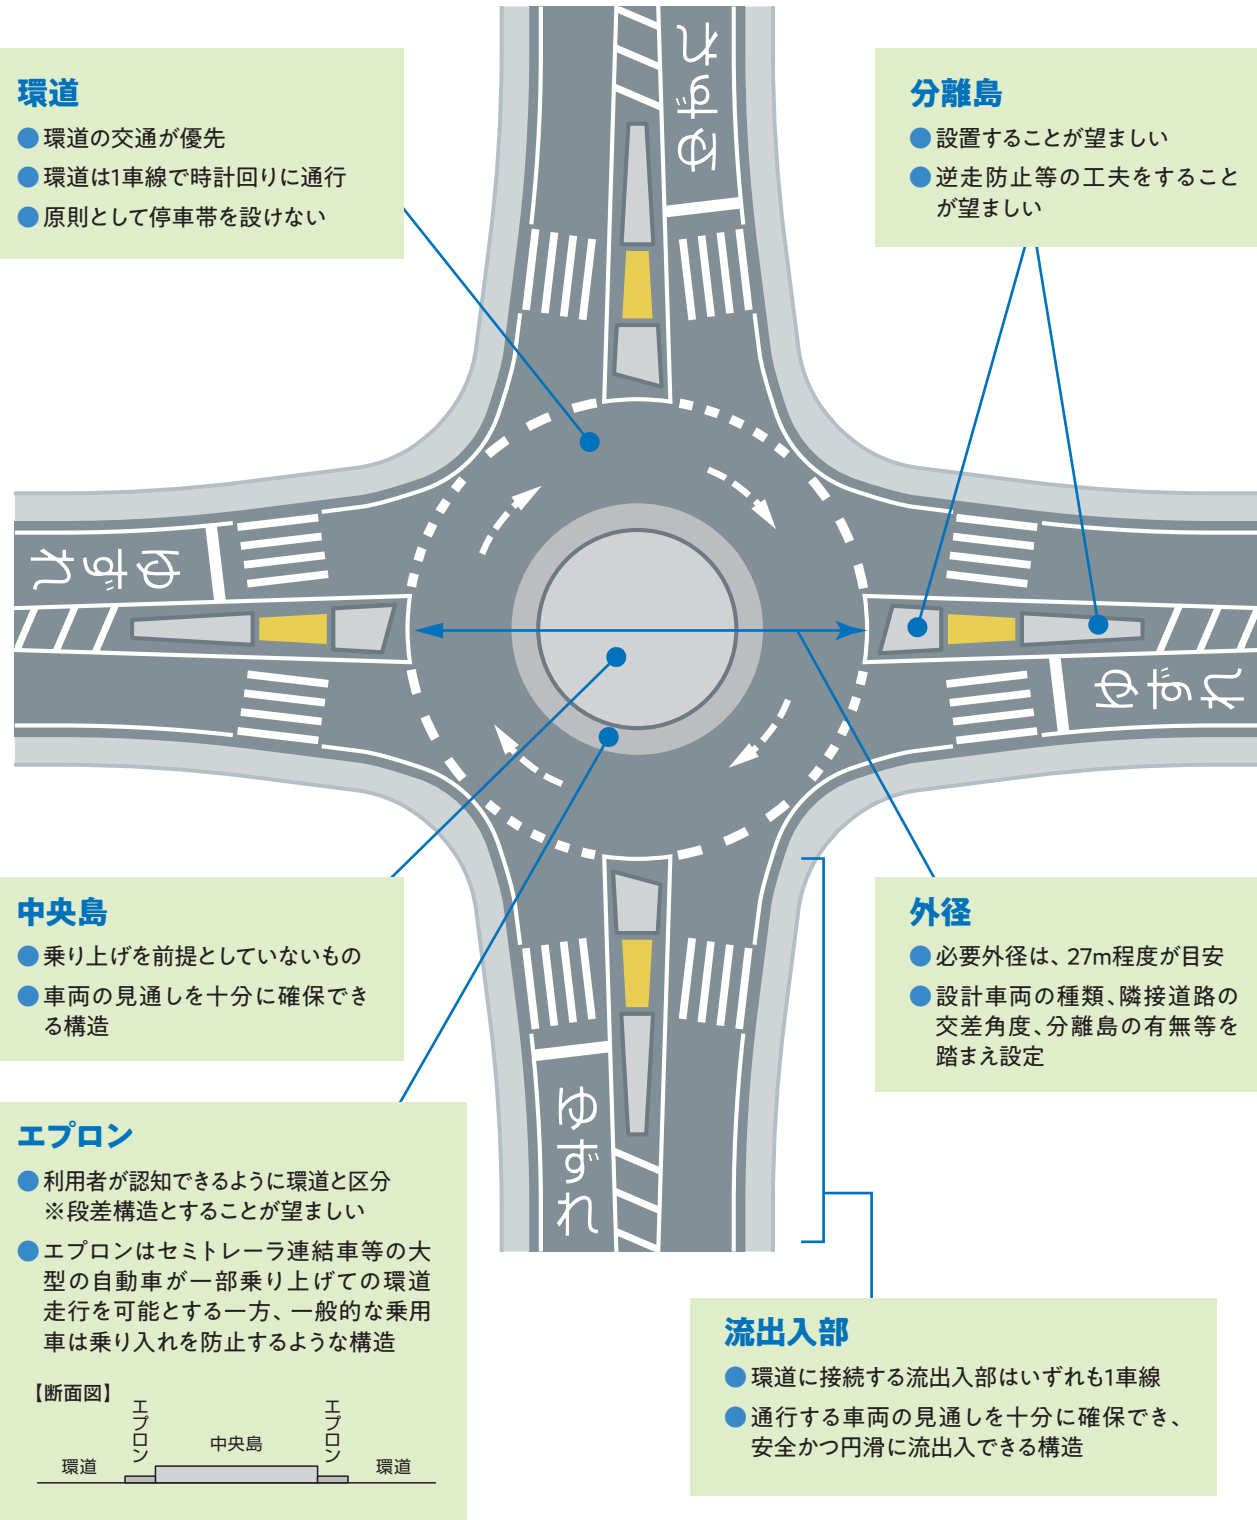 環道
●環道の交通が優先
●環道は1車線で時計回りに通行
●原則として停車帯を設けない
分離島
●設置することが望ましい
●逆走防止等の工夫をすること
が望ましい
ゆずれ
ゆずれ
ゆずれ
ゆずれ
中央島
●乗り上げを前提としていないもの
●車両の見通しを十分に確保でき
る構造
外径
●必要外径は、27m程度が目安
●設計車両の種類、隣接道路の
交差角度、分離島の有無等を
踏まえ設定
エプロン
●利用者が認知できるように環道と区分
※段差構造とすることが望ましい
●エプロンはセミトレーラ連結車等の大
型の自動車が一部乗り上げての環道
走行を可能とする一方、一般的な乗用
車は乗り入れを防止するような構造
【断面図】
環道
エプロン
中央島
エプロン
環道
流出入部
●環道に接続する流出入部はいずれも1車線
●通行する車両の見通しを十分に確保でき、
安全かつ円滑に流出入できる構造